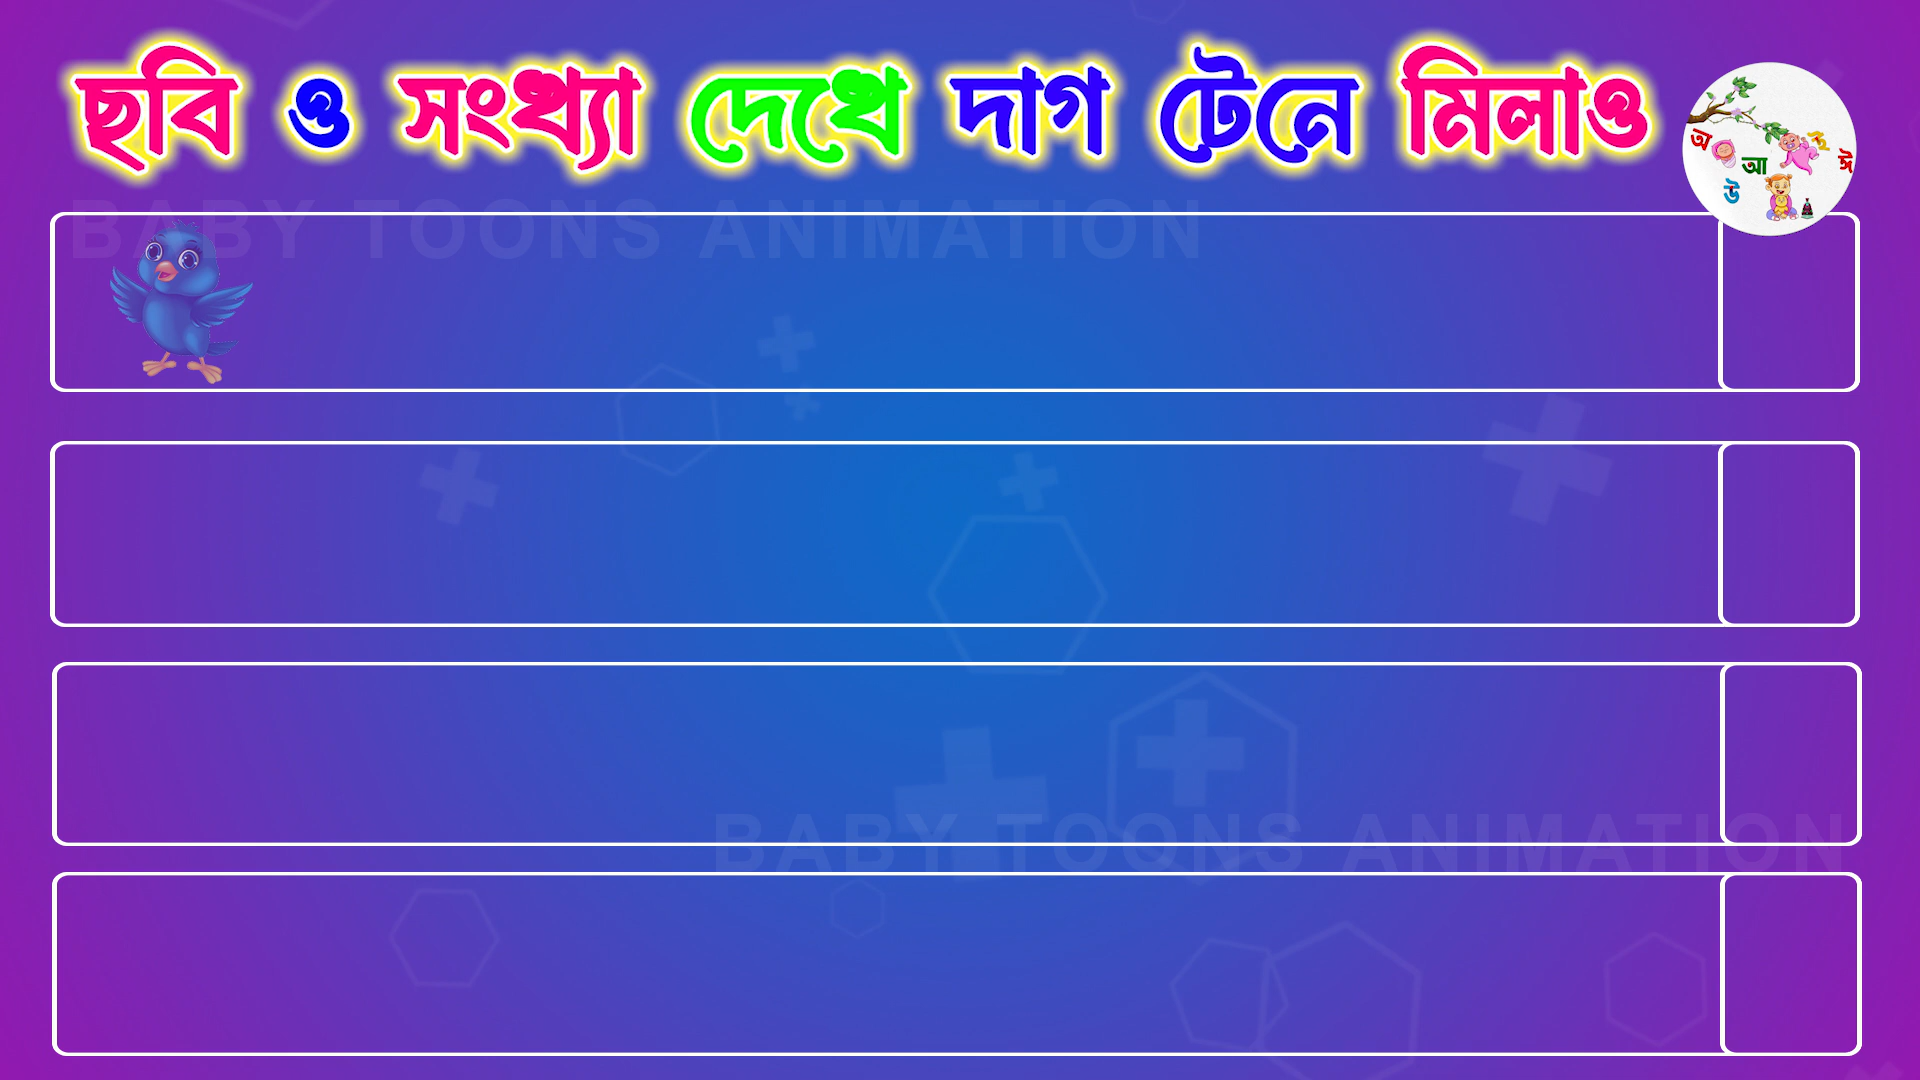 ছবি ও সংখ্যা দেখে দাগ টেনে মিলাও
অ আ ই ঈ
উ
BABY TOONS ANIMATION
BABY TOONS ANIMATION